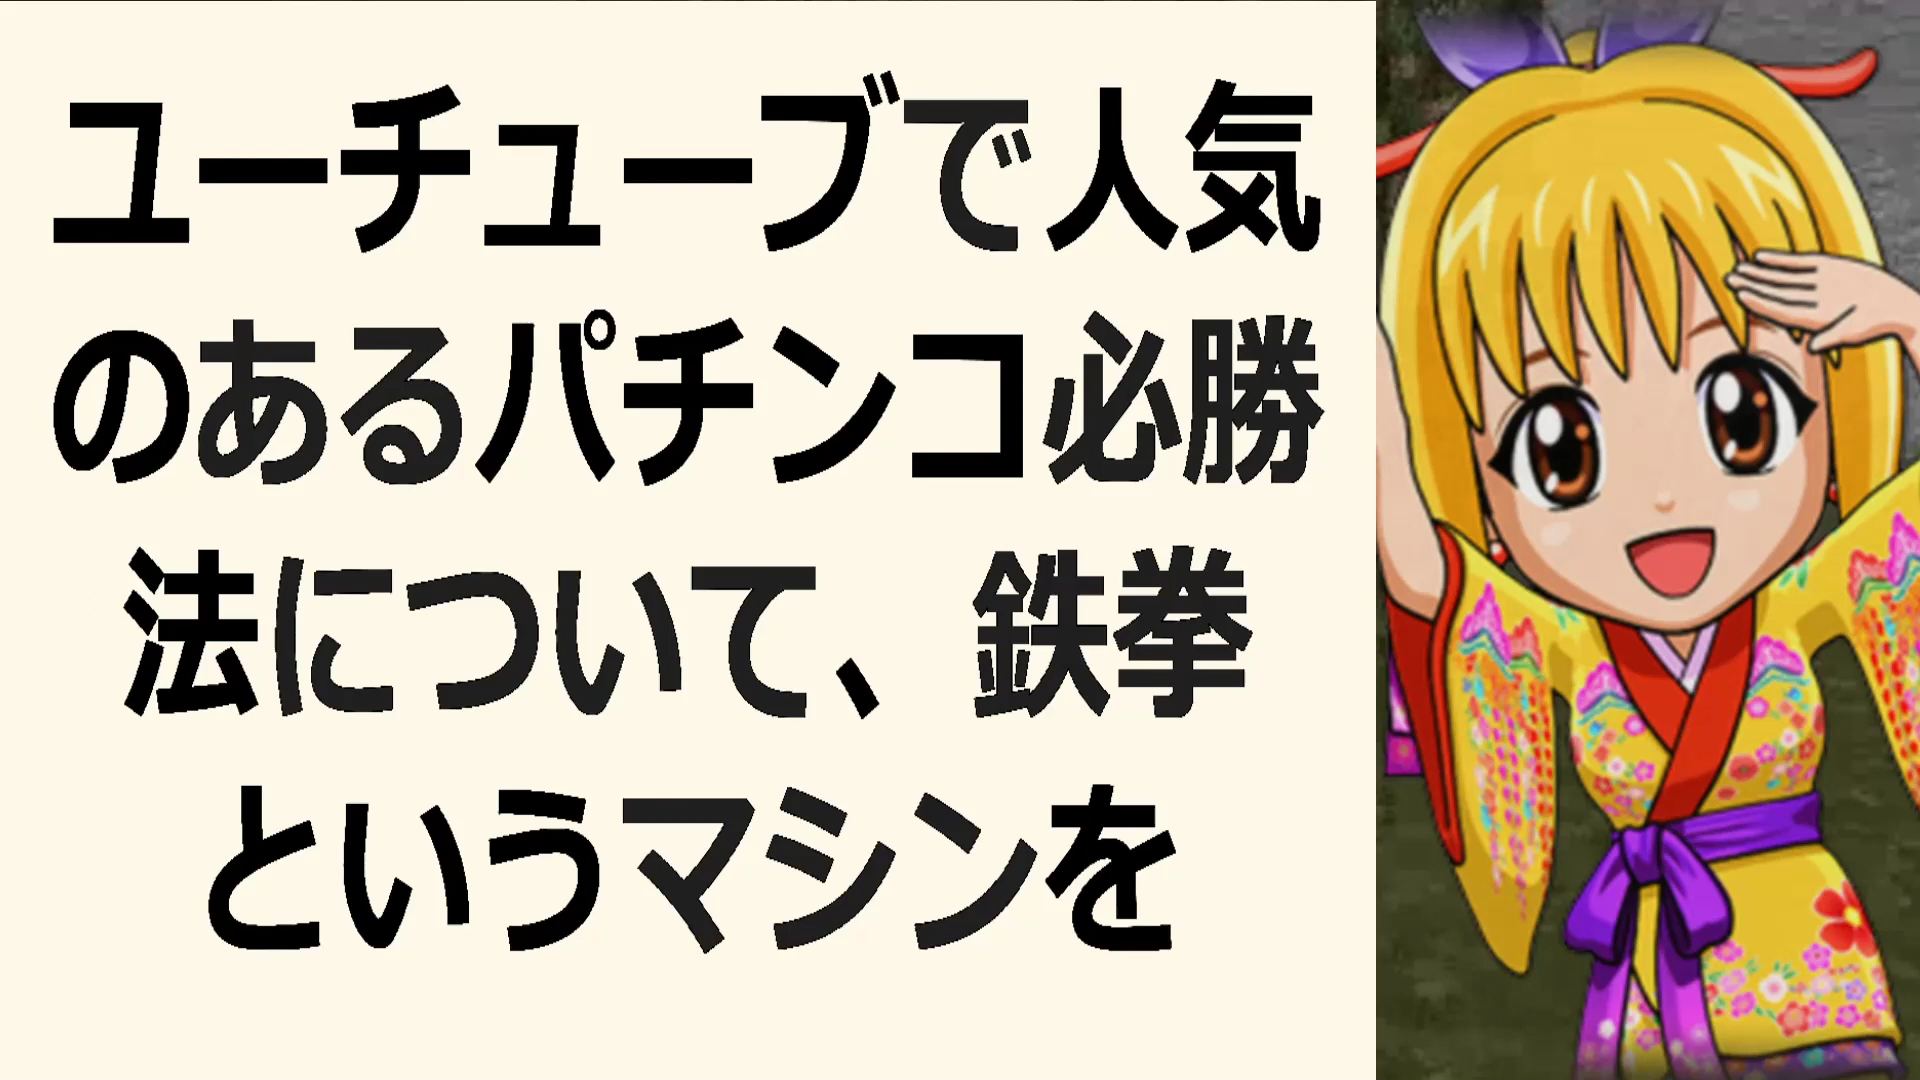 ユーチューブで人気
のあるパチンコ必勝
法について、鉄拳
というマシンを